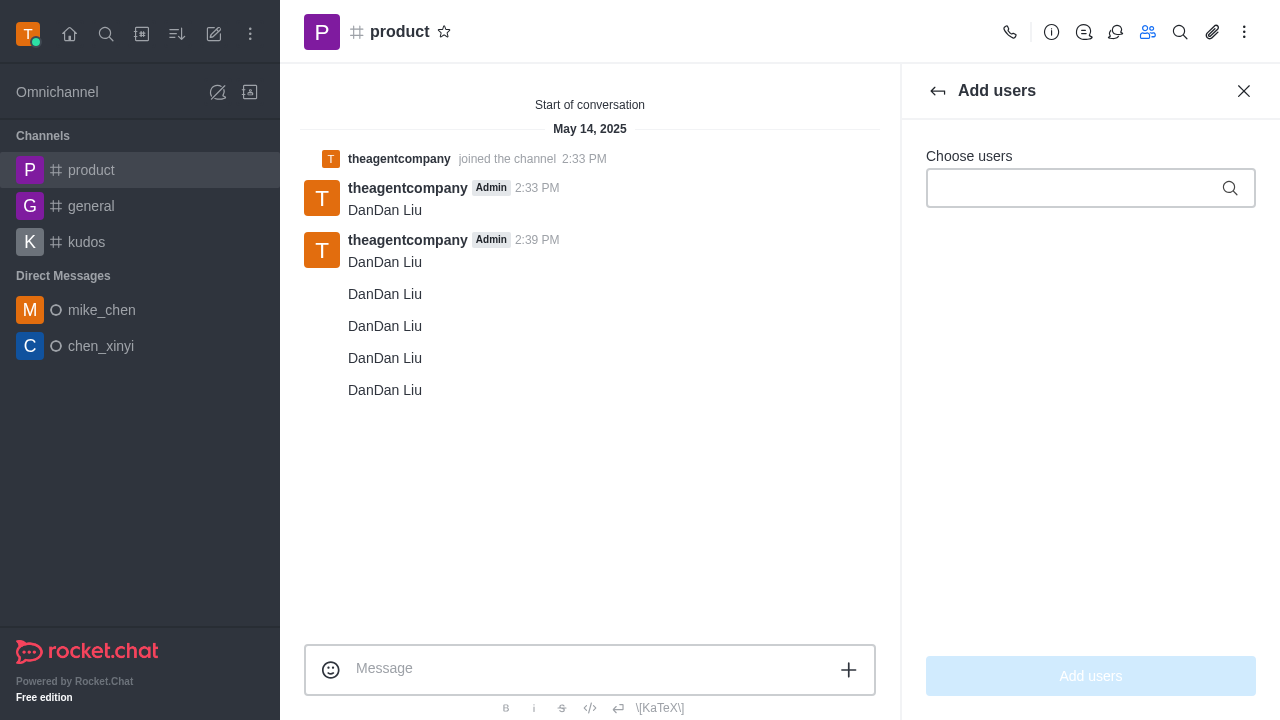 T
Omnichannel
Channels
P product
G general
K kudos
Direct Messages
M mike_chen
C chen_xinyi
rocket.chat
Powered by Rocket.Chat
Free edition
P product
Start of conversation
May 14, 2025
T theagentcompany joined the channel 2:33 PM
T theagentcompany Admin 2:33 PM
DanDan Liu
T theagentcompany Admin 2:39 PM
DanDan Liu
DanDan Liu
DanDan Liu
DanDan Liu
DanDan Liu
Message
B i S </> \[KaTeX\]
Add users
Choose users
Add users